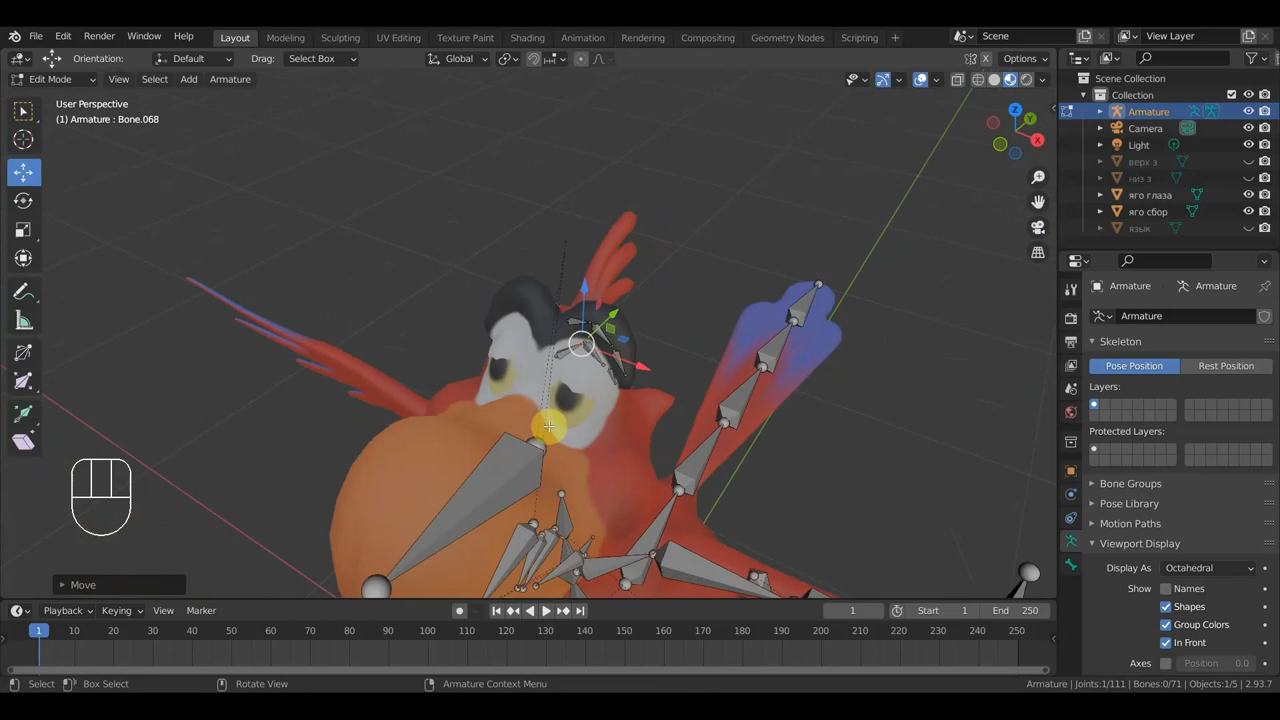 File Edit Render Window Help Layout Modeling Sculpting UV Editing Texture Paint Shading Animation Rendering Compositing Geometry Nodes Scripting + Scene View Layer
Orientation: Default Drag: Select Box Global X Options
Edit Mode View Select Add Armature
Scene Collection
Collection
Armature
Camera
Light
верх з
низ з
яго глаза
яго сбор
язык
User Perspective
(1) Armature : Bone.068
Z
Y
X
Armature Armature
Armature
Skeleton
Pose Position Rest Position
Layers:
Protected Layers:
Bone Groups
Pose Library
Motion Paths
Viewport Display
Display As Octahedral
Show Names
Shapes
Group Colors
In Front
Axes Position 0.0
Move
Playback Keying View Marker 1 Start 1 End 250
1 10 20 30 40 50 60 70 80 90 100 110 120 130 140 150 160 170 180 190 200 210 220 230 240 250
Select Box Select Rotate View Armature Context Menu Armature | Joints:1/111 | Bones:0/71 | Objects:1/5 | 2.93.7